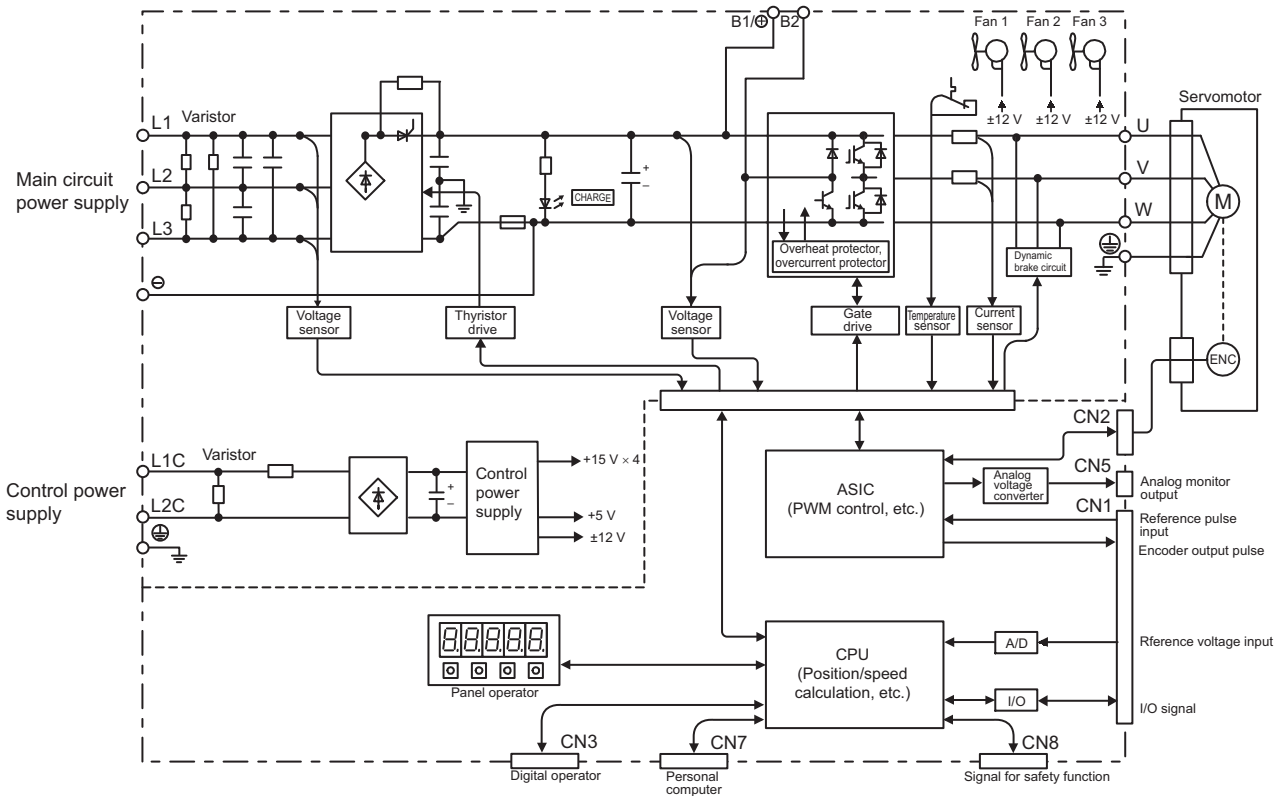 B1/⊕ B2
Fan 1 Fan 2 Fan 3
±12 V ±12 V ±12 V
Servomotor
Main circuit
power supply
L1
Varistor
L2
L3
⊖
CHARGE
+
–
Overheat protector,
overcurrent protector
U
V
W
M
Dynamic
brake circuit
Voltage
sensor
Thyristor
drive
Voltage
sensor
Gate
drive
Temperature
sensor
Current
sensor
ENC
Control power
supply
L1C
Varistor
L2C
+
–
Control
power
supply
+15 V × 4
+5 V
±12 V
ASIC
(PWM control, etc.)
Analog
voltage
converter
CN2
CN5
Analog monitor
output
CN1
Reference pulse
input
Encoder output pulse
8.8.8.8.8.
Panel operator
CPU
(Position/speed
calculation, etc.)
A/D
Rference voltage input
I/O
I/O signal
CN3
Digital operator
CN7
Personal
computer
CN8
Signal for safety function